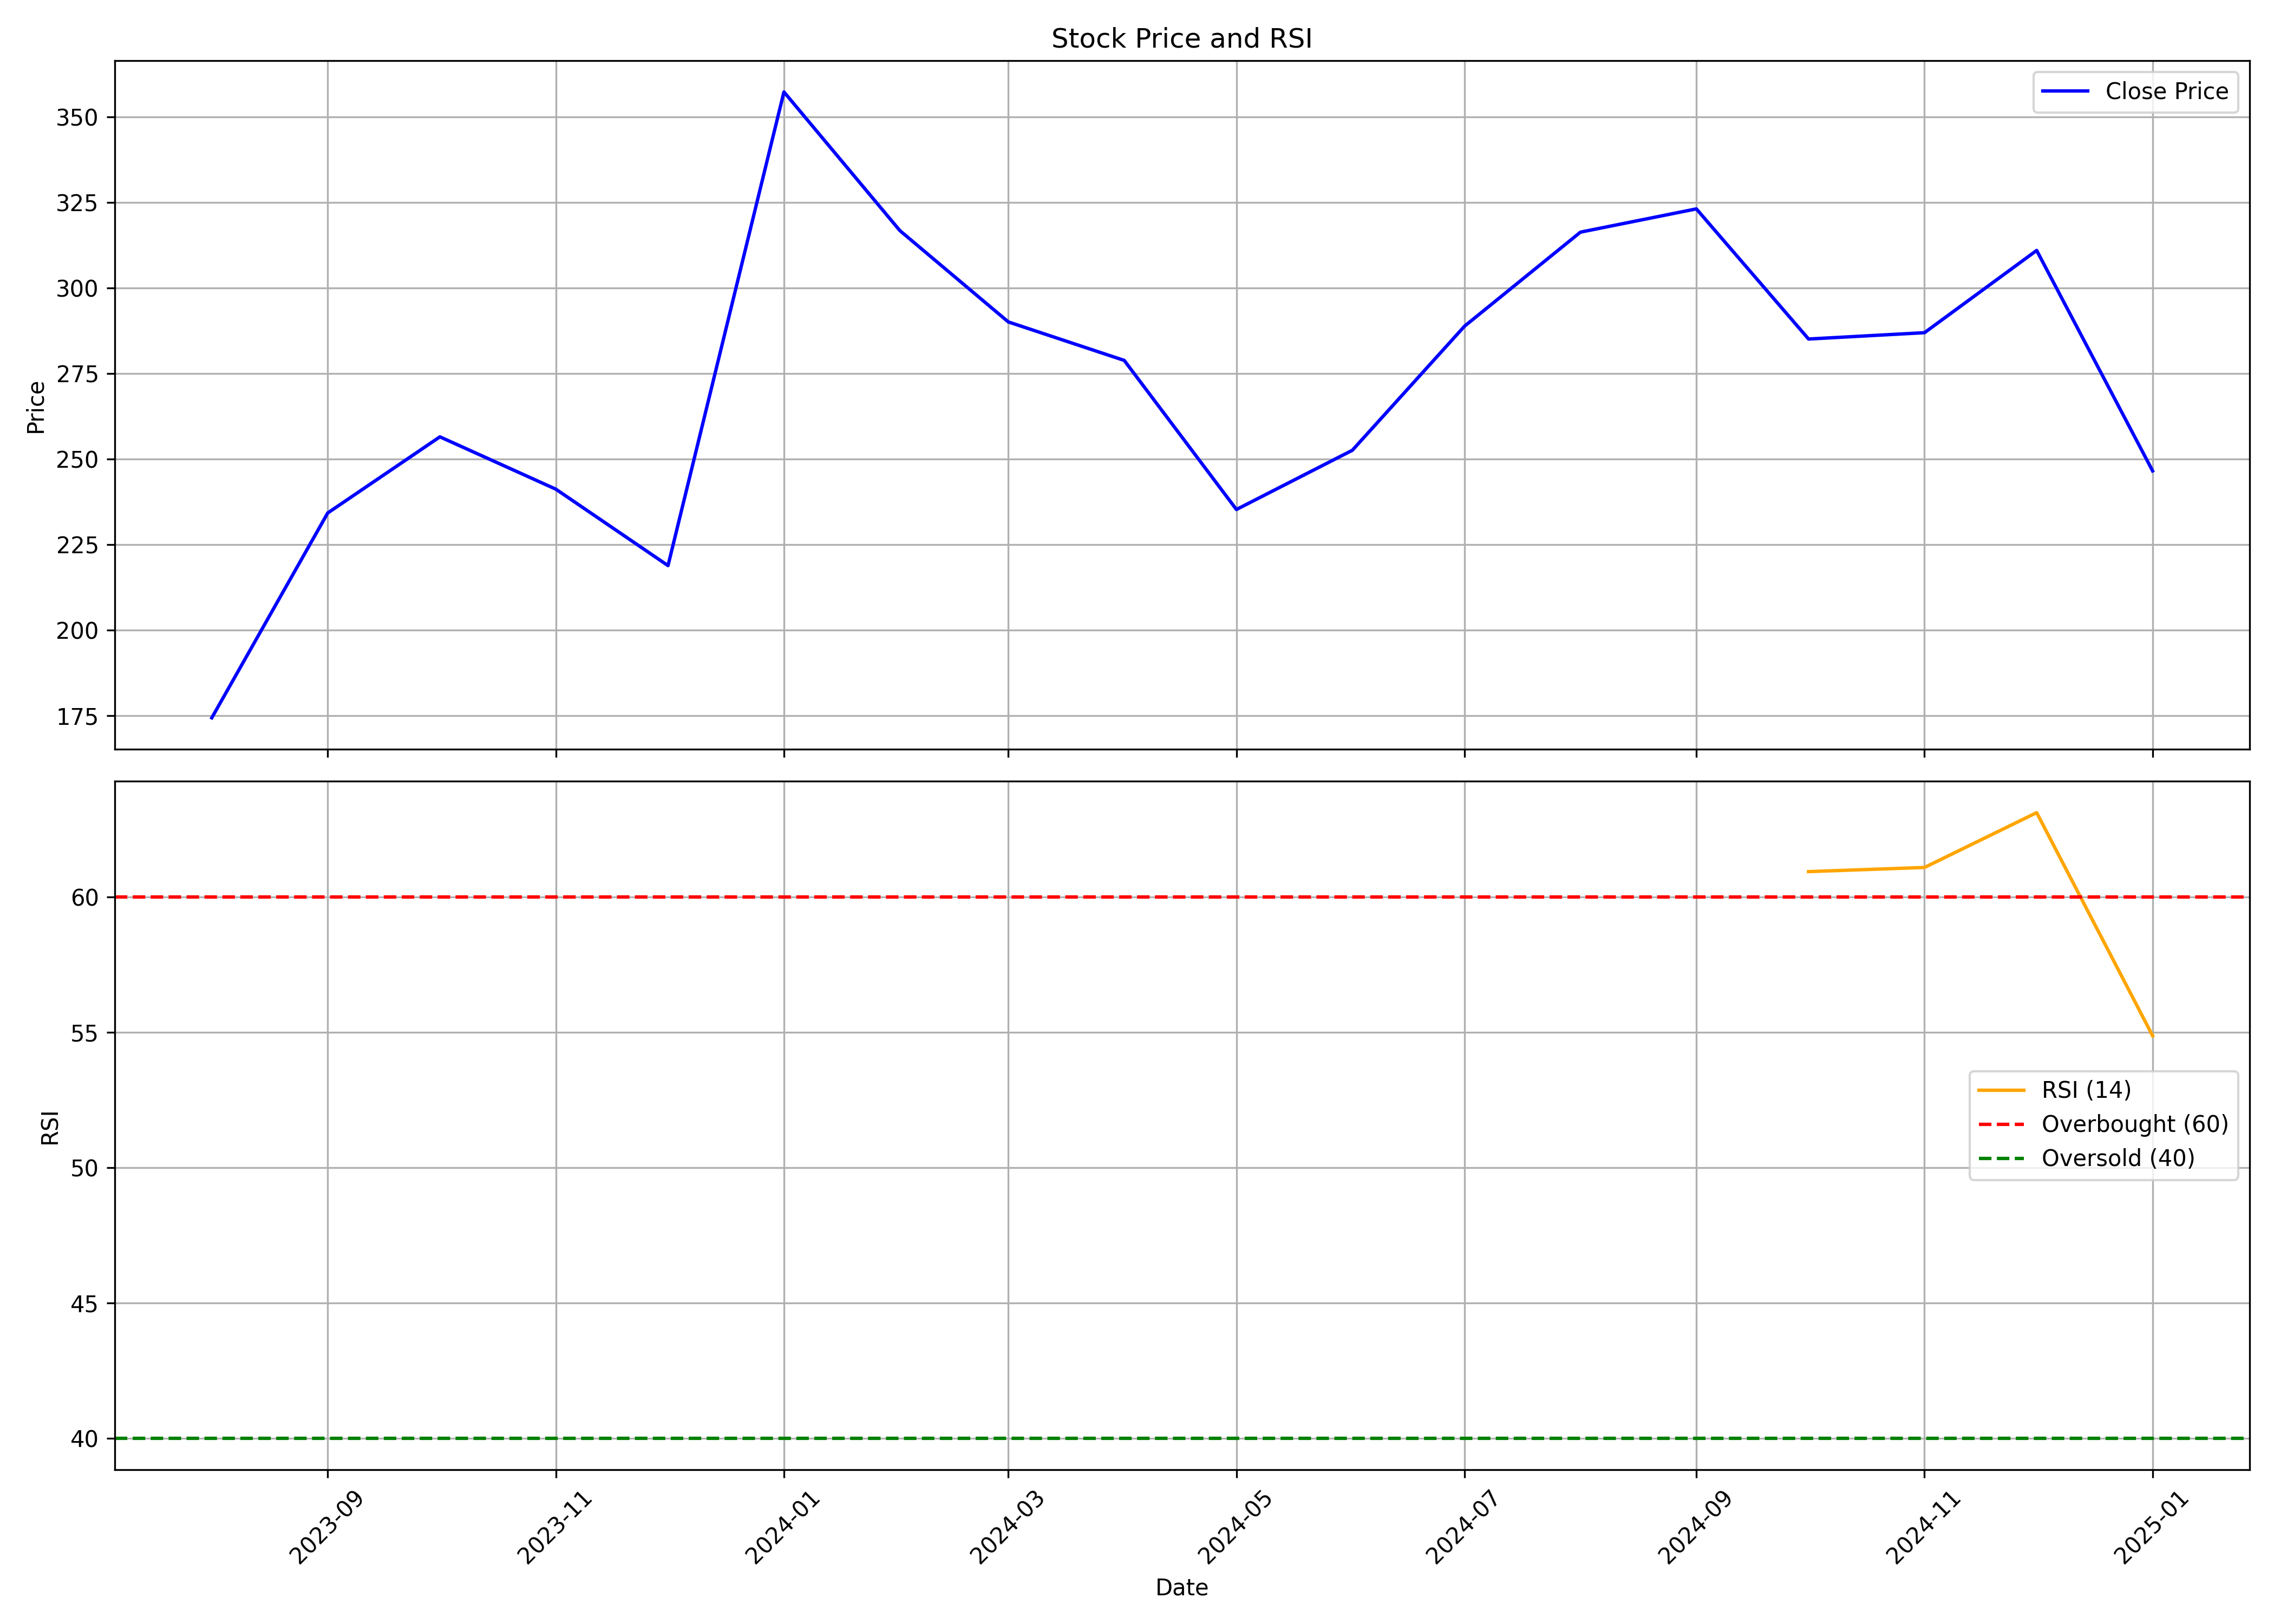 Stock Price and RSI
Close Price
350
325
300
275
250
225
200
175
Price
60
55
50
45
40
RSI
RSI (14)
Overbought (60)
Oversold (40)
2023-09
2023-11
2024-01
2024-03
2024-05
2024-07
2024-09
2024-11
2025-01
Date